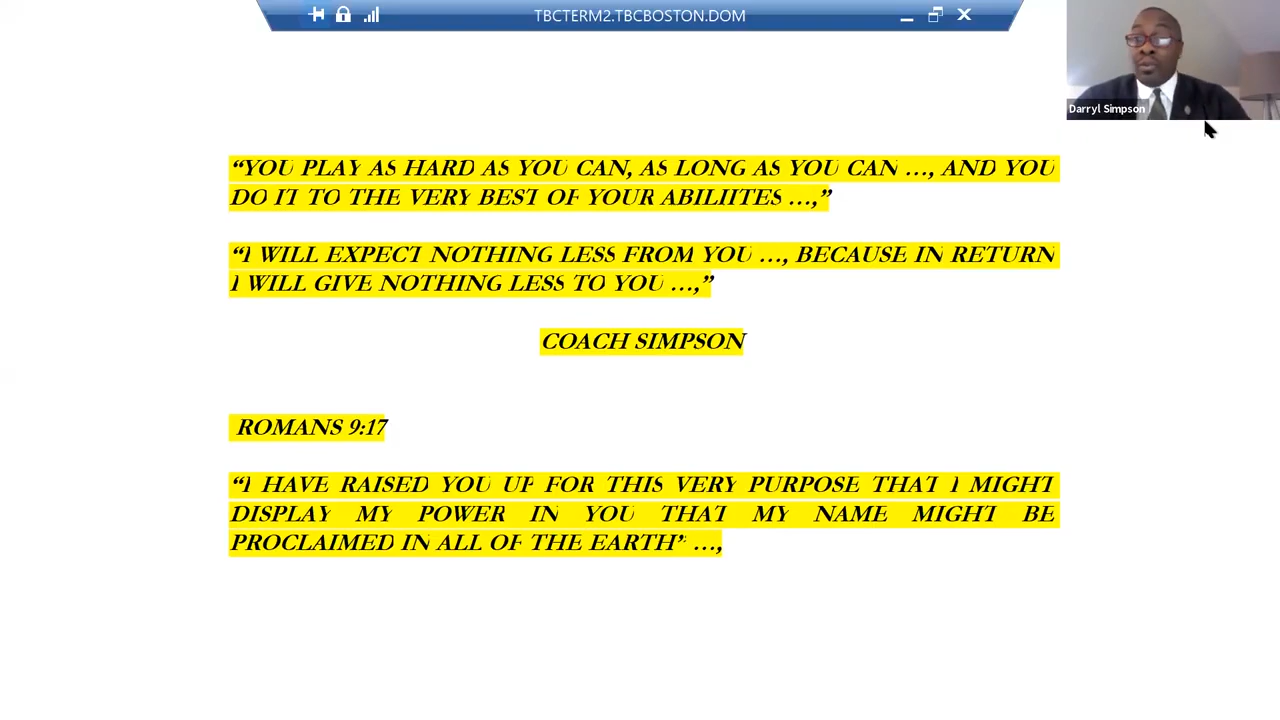 TBCTERM2.TBCBOSTON.DOM
Darryl Simpson
“YOU PLAY AS HARD AS YOU CAN, AS LONG AS YOU CAN …, AND YOU
DO IT TO THE VERY BEST OF YOUR ABILIITES …,”
“I WILL EXPECT NOTHING LESS FROM YOU …, BECAUSE IN RETURN
I WILL GIVE NOTHING LESS TO YOU …,”
COACH SIMPSON
ROMANS 9:17
“I HAVE RAISED YOU UP FOR THIS VERY PURPOSE THAT I MIGHT
DISPLAY MY POWER IN YOU THAT MY NAME MIGHT BE
PROCLAIMED IN ALL OF THE EARTH” …,